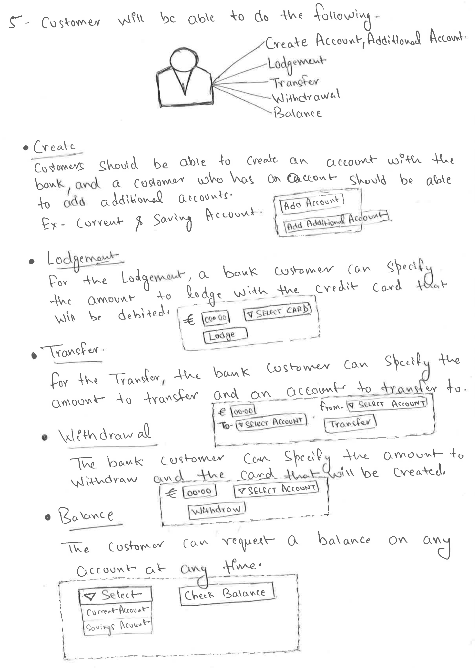 5- Customer will be able to do the following-
Create Account, Additional Account.
Lodgement
Transfer
Withdrawal
Balance
• Create
Customers should be able to create an account with the
bank, and a customer who has an account should be able
to add additional accounts.
Ex- Current & Saving Account.
Add Account
Add Additional Account
• Lodgement
For the Lodgement, a bank customer can specify
the amount to lodge with the credit card that
will be debited.
€ 00.00 ▽ SELECT CARD
Lodge
• Transfer.
For the Transfer, the bank customer can specify the
amount to transfer and an account to transfer to.
€ 00.00 From- ▽ SELECT ACCOUNT
To- ▽ SELECT ACCOUNT Transfer
• Withdrawal
The bank customer can specify the amount to
withdraw and the card that will be created.
€ 00.00 ▽ SELECT ACCOUNT
Withdraw
• Balance
The customer can request a balance on any
account at any time.
▽ Select Check Balance
Current Account
Savings Account